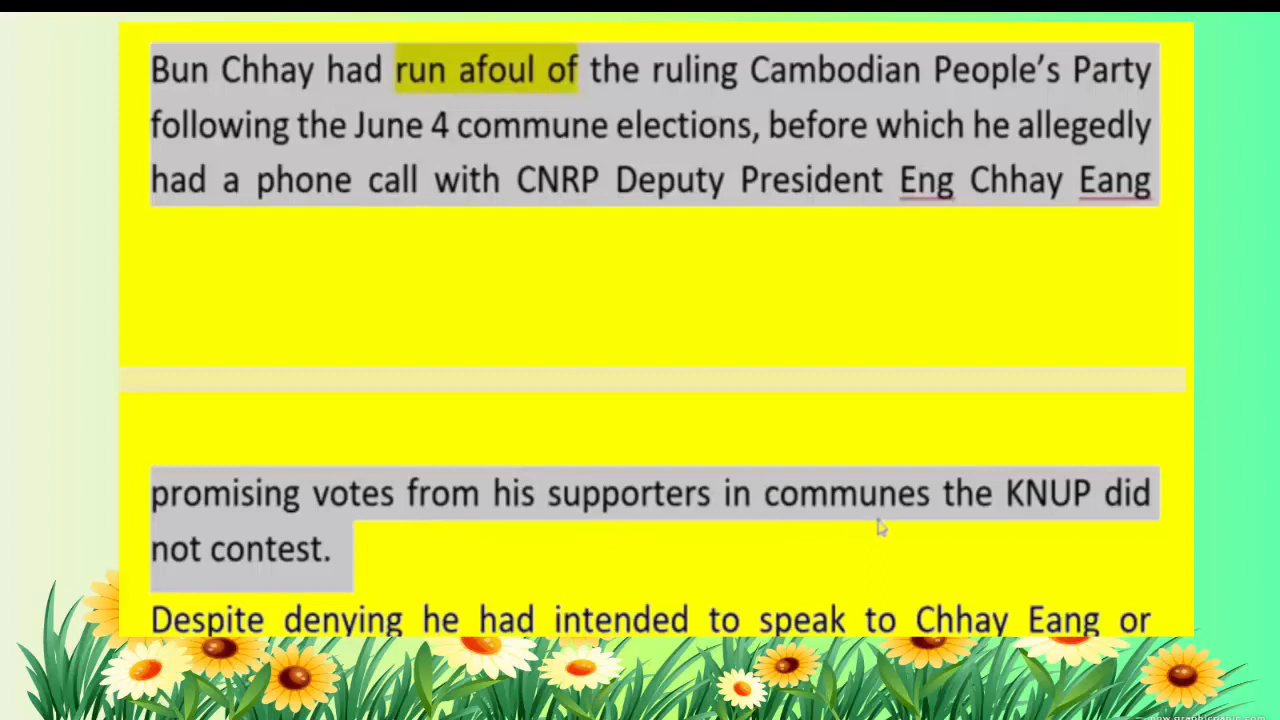 Bun Chhay had run afoul of the ruling Cambodian People's Party
following the June 4 commune elections, before which he allegedly
had a phone call with CNRP Deputy President Eng Chhay Eang
promising votes from his supporters in communes the KNUP did
not contest.
Despite denying he had intended to speak to Chhay Eang or